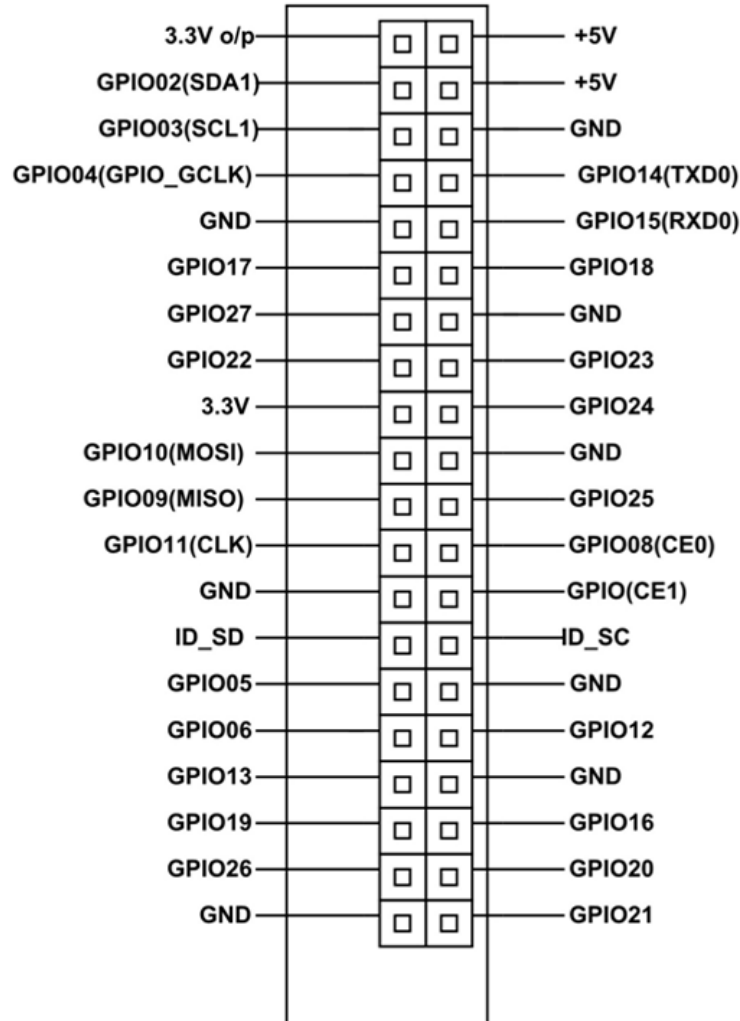 3.3V o/p +5V
GPIO02(SDA1) +5V
GPIO03(SCL1) GND
GPIO04(GPIO_GCLK) GPIO14(TXD0)
GND GPIO15(RXD0)
GPIO17 GPIO18
GPIO27 GND
GPIO22 GPIO23
3.3V GPIO24
GPIO10(MOSI) GND
GPIO09(MISO) GPIO25
GPIO11(CLK) GPIO08(CE0)
GND GPIO(CE1)
ID_SD ID_SC
GPIO05 GND
GPIO06 GPIO12
GPIO13 GND
GPIO19 GPIO16
GPIO26 GPIO20
GND GPIO21